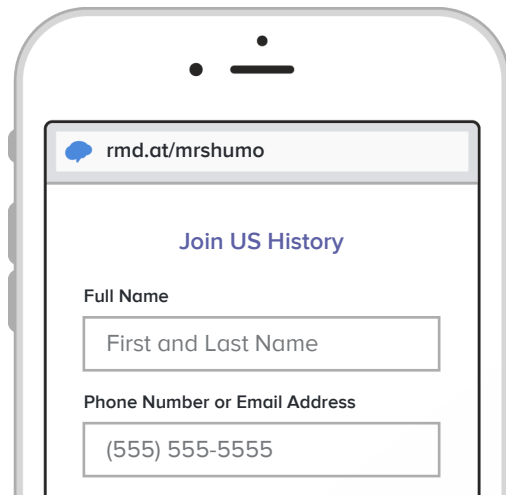 rmd.at/mrshumo
Join US History
Full Name
First and Last Name
Phone Number or Email Address
(555) 555-5555